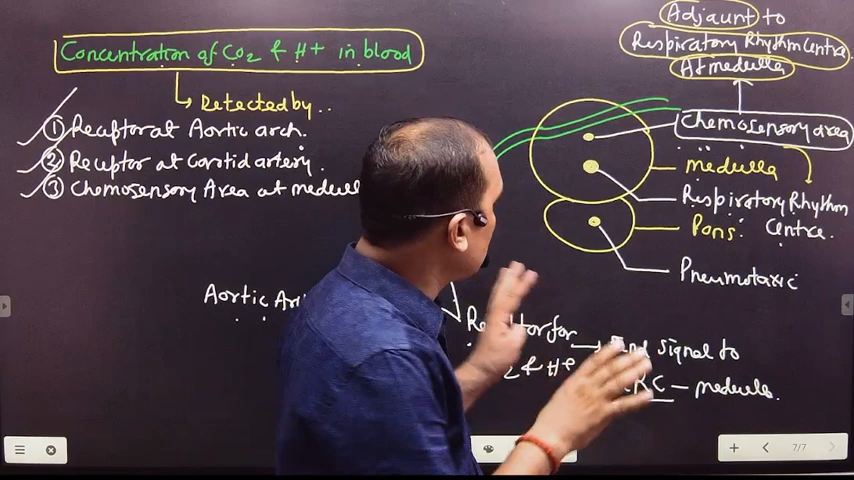 Concentration of CO2 & H+ in blood
Detected by..
① Receptor at Aortic arch.
② Receptor at Carotid artery.
③ Chemosensory Area at medull
Adjaunt to
Respiratory Rhythm Centre.
At medulla
Chemosensory area
medulla
Respiratory Rhythm
Centre.
Pons.
Pneumotaxic
Aortic
for
& H+
signal to
RC - medulla.
7/7